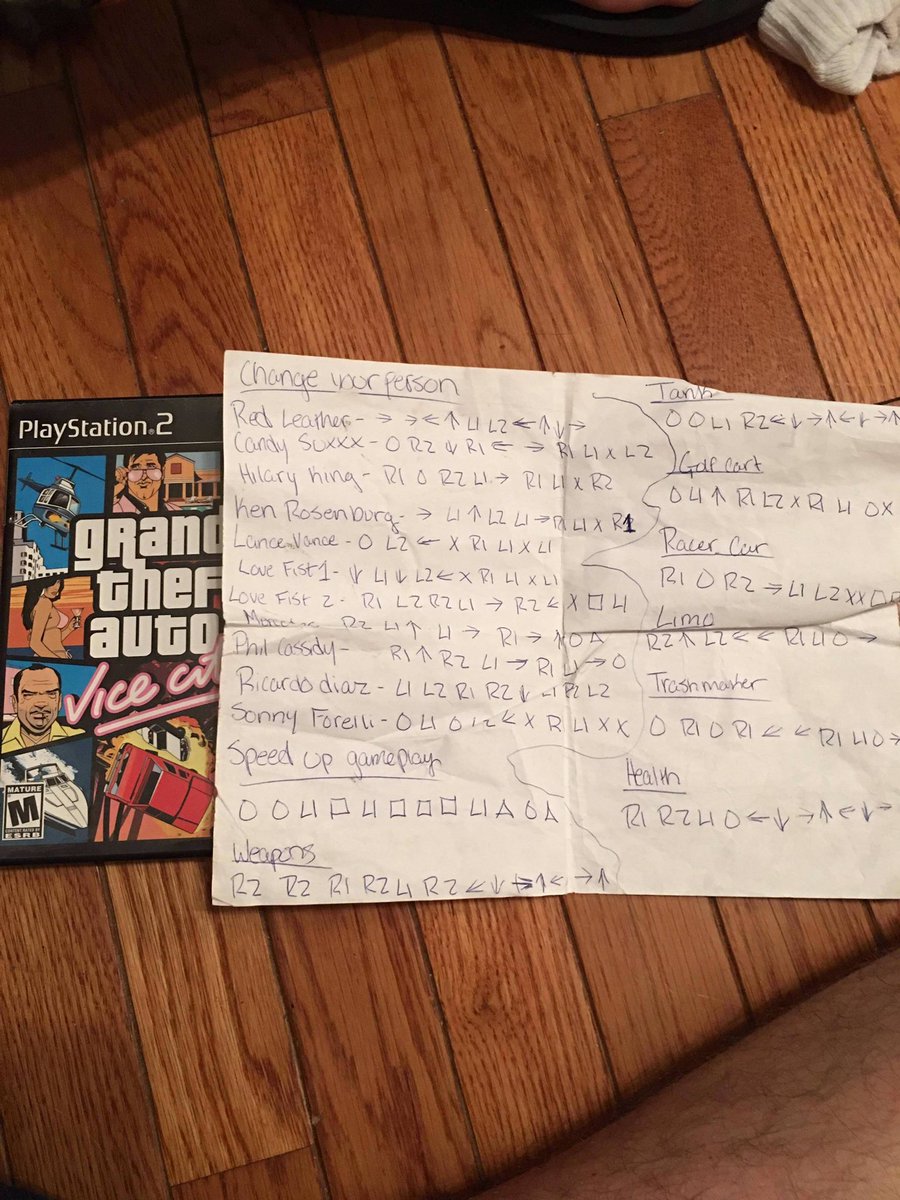 PlayStation®2
grand
theft
auto
Vice Cit
MATURE
M
CONTENT RATED BY
ESRB
Change your person
Red Leather - → → ← ↑ L1 L2 ← ↑ ↓ →
Candy Suxxx - O R2 ↓ R1 ← → R1 L1 X L2
Hilary King - R1 O R2 L1 → R1 L1 X R2
Ken Rosenburg - → L1 ↑ L2 L1 → R1 L1 X R1
Lance Vance - O L2 ← X R1 L1 X L1
Love Fist 1 - ↓ L1 ↓ L2 ← X R1 L1 X L1
Love Fist 2 - R1 L2 R2 L1 → R2 ← X □ L1
R2 L1 ↑ L1 → R1 → ↑ O △
Phil Cassidy - R1 ↑ R2 L1 → R1 L1 → O
Ricardo diaz - L1 L2 R1 R2 ↓ L1 R2 L2
Sonny Forelli - O L1 O L2 ← X R1 L1 X X
Speed up gameplay
O O L1 □ L1 □ □ □ L1 △ O △
Weapons
R2 R2 R1 R2 L1 R2 ← ↓ → ↑ ← → ↑
Tank
O O L1 R2 ← ↓ → ↑ ← ↓ → ↑
Golf cart
O L1 ↑ R1 L2 X R1 L1 O X
Racer Car
R1 O R2 → L1 L2 X X □ □
Limo
R2 ↑ L2 ← ← R1 L1 O →
Trashmaster
O R1 O R1 ← ← R1 L1 O →
Health
R1 R2 L1 O ← ↓ → ↑ ← ↓ →